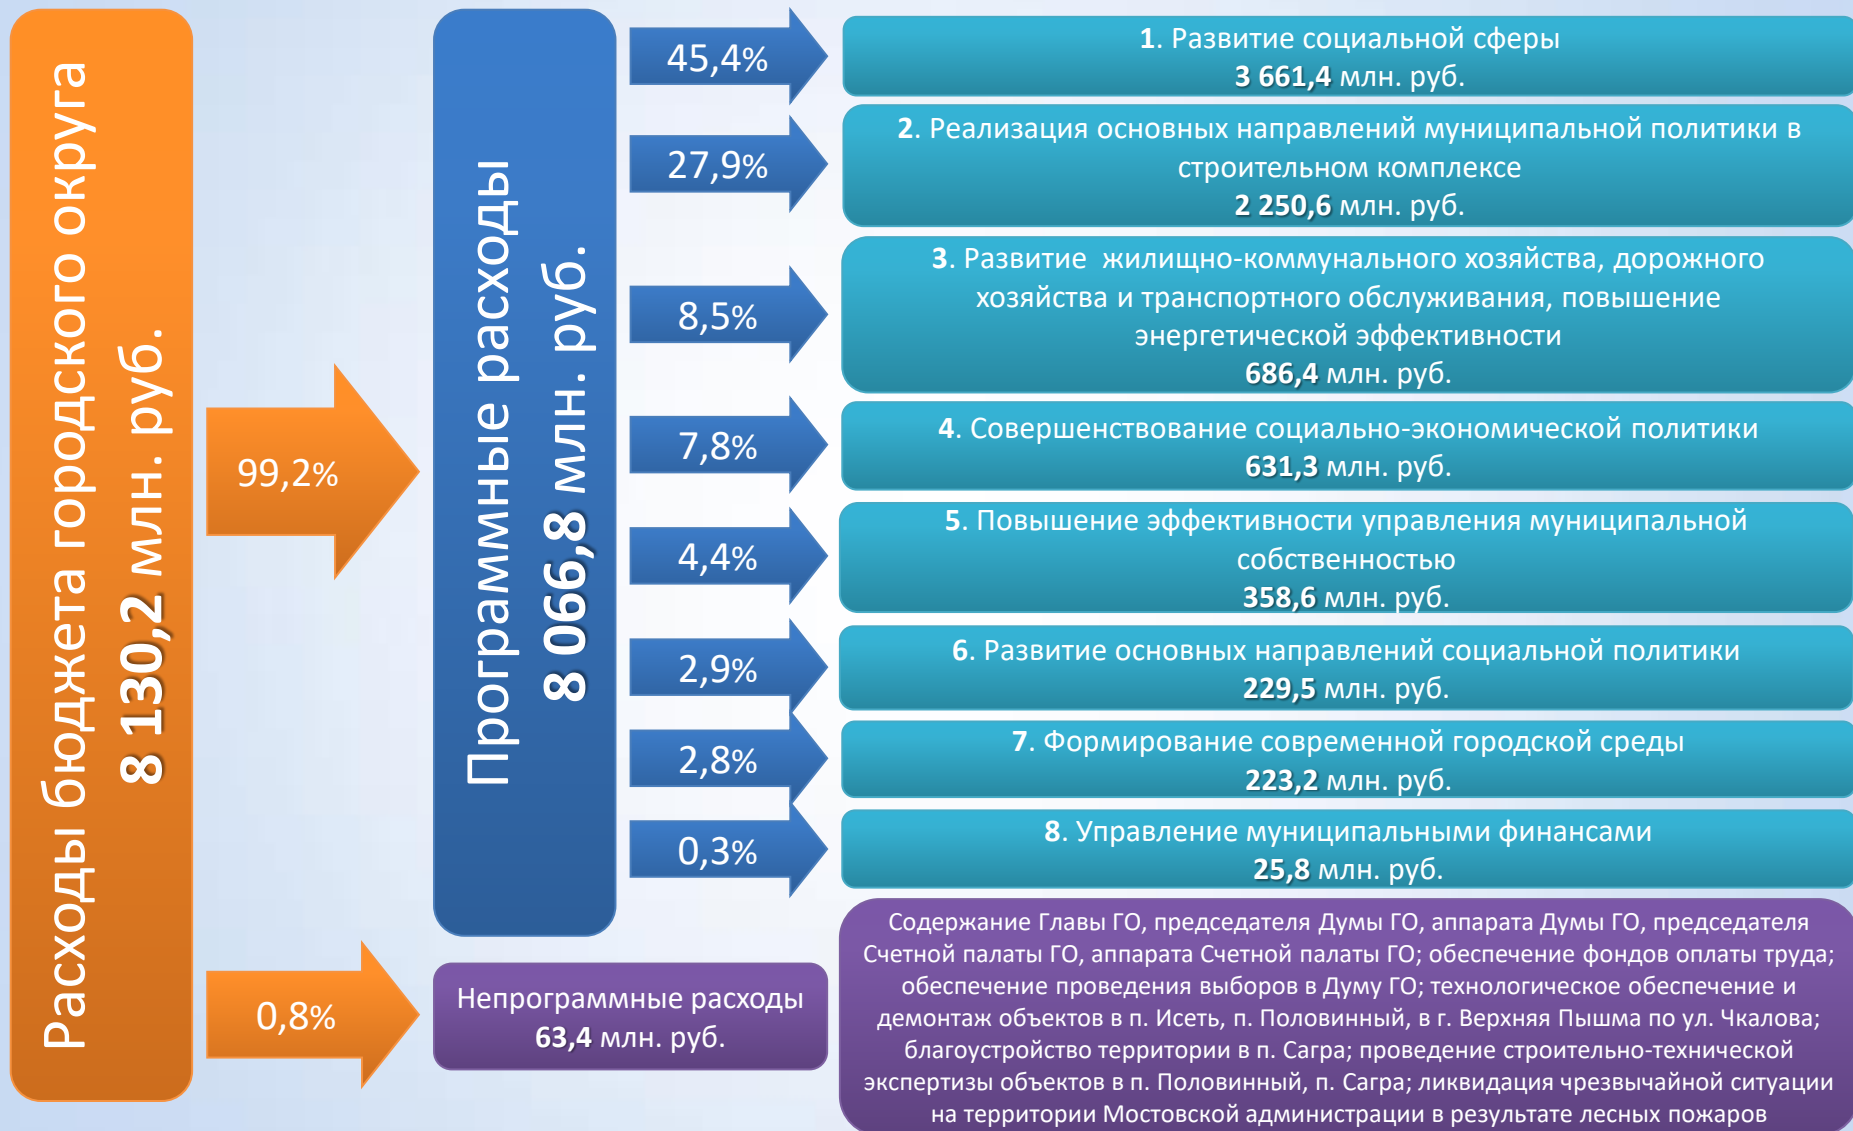 Расходы бюджета городского округа
8 130,2 млн. руб.
99,2%
0,8%
Программные расходы
8 066,8 млн. руб.
45,4%
1. Развитие социальной сферы
3 661,4 млн. руб.
27,9%
2. Реализация основных направлений муниципальной политики в
строительном комплексе
2 250,6 млн. руб.
8,5%
3. Развитие  жилищно-коммунального хозяйства, дорожного
хозяйства и транспортного обслуживания, повышение
энергетической эффективности
686,4 млн. руб.
7,8%
4. Совершенствование социально-экономической политики
631,3 млн. руб.
4,4%
5. Повышение эффективности управления муниципальной
собственностью
358,6 млн. руб.
2,9%
6. Развитие основных направлений социальной политики
229,5 млн. руб.
2,8%
7. Формирование современной городской среды
223,2 млн. руб.
0,3%
8. Управление муниципальными финансами
25,8 млн. руб.
Непрограммные расходы
63,4 млн. руб.
Содержание Главы ГО, председателя Думы ГО, аппарата Думы ГО, председателя
Счетной палаты ГО, аппарата Счетной палаты ГО; обеспечение фондов оплаты труда;
обеспечение проведения выборов в Думу ГО; технологическое обеспечение и
демонтаж объектов в п. Исеть, п. Половинный, в г. Верхняя Пышма по ул. Чкалова;
благоустройство территории в п. Сагра; проведение строительно-технической
экспертизы объектов в п. Половинный, п. Сагра; ликвидация чрезвычайной ситуации
на территории Мостовской администрации в результате лесных пожаров